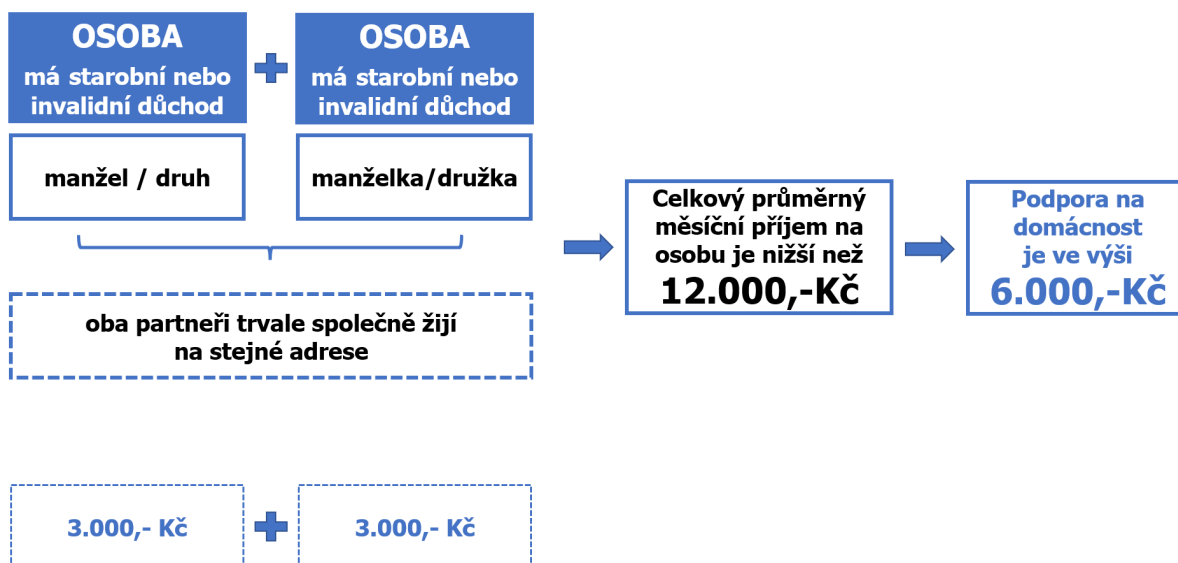 OSOBA
má starobní nebo
invalidní důchod
OSOBA
má starobní nebo
invalidní důchod
manžel / druh
manželka/družka
oba partneři trvale společně žijí
na stejné adrese
Celkový průměrný
měsíční příjem na
osobu je nižší než
12.000,-Kč
Podpora na
domácnost
je ve výši
6.000,-Kč
3.000,- Kč
3.000,- Kč